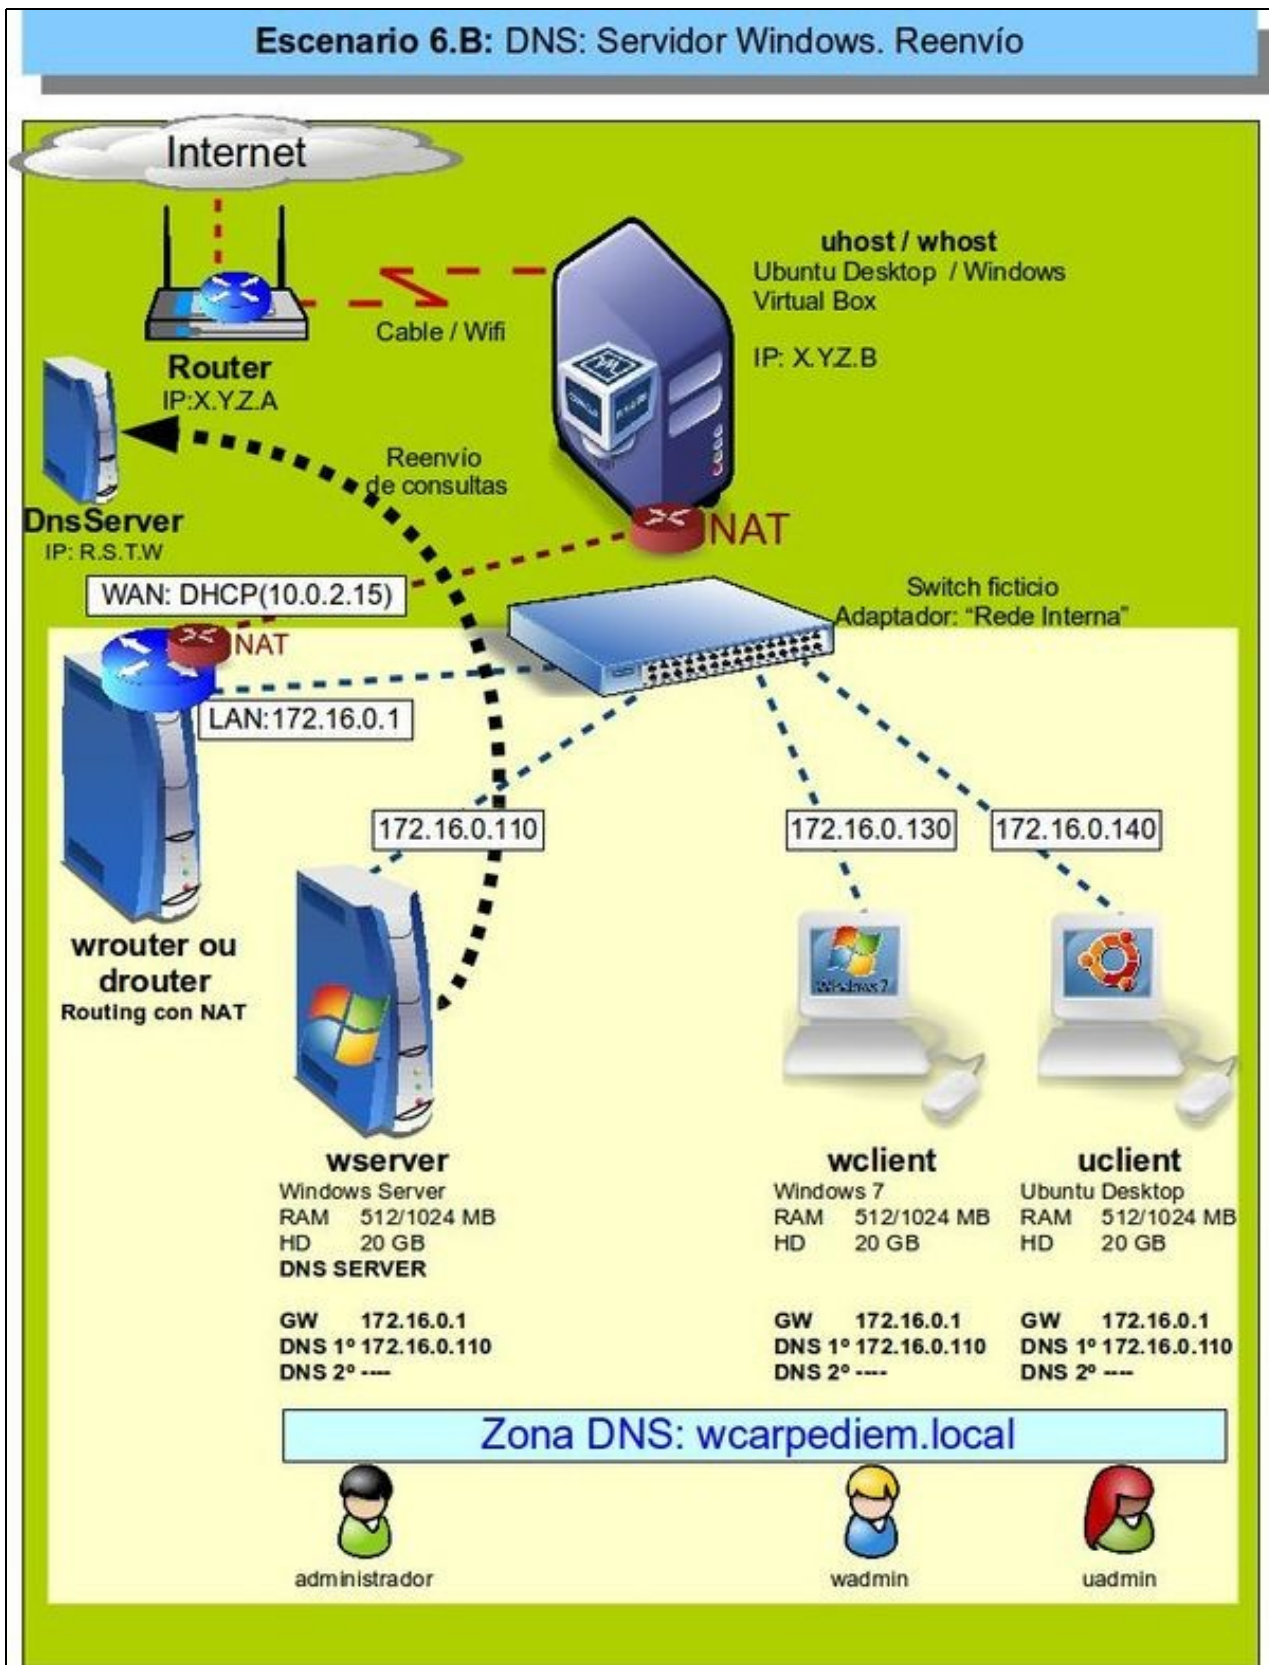 Escenario 6.B: DNS: Servidor Windows. Reenvío
Internet
uhost / whost
Ubuntu Desktop / Windows
Virtual Box
IP: X.Y.Z.B
Cable / Wifi
Router
IP:X.Y.Z.A
Reenvío
de consultas
DnsServer
IP: R.S.T.W
NAT
WAN: DHCP(10.0.2.15)
Switch ficticio
Adaptador: “Rede Interna”
NAT
LAN:172.16.0.1
172.16.0.110
172.16.0.130
172.16.0.140
wrouter ou
drouter
Routing con NAT
Windows 7
wserver
Windows Server
RAM 512/1024 MB
HD 20 GB
DNS SERVER
GW 172.16.0.1
DNS 1º 172.16.0.110
DNS 2º ----
wclient
Windows 7
RAM 512/1024 MB
HD 20 GB
GW 172.16.0.1
DNS 1º 172.16.0.110
DNS 2º ----
uclient
Ubuntu Desktop
RAM 512/1024 MB
HD 20 GB
GW 172.16.0.1
DNS 1º 172.16.0.110
DNS 2º ----
Zona DNS: wcarpediem.local
administrador
wadmin
uadmin